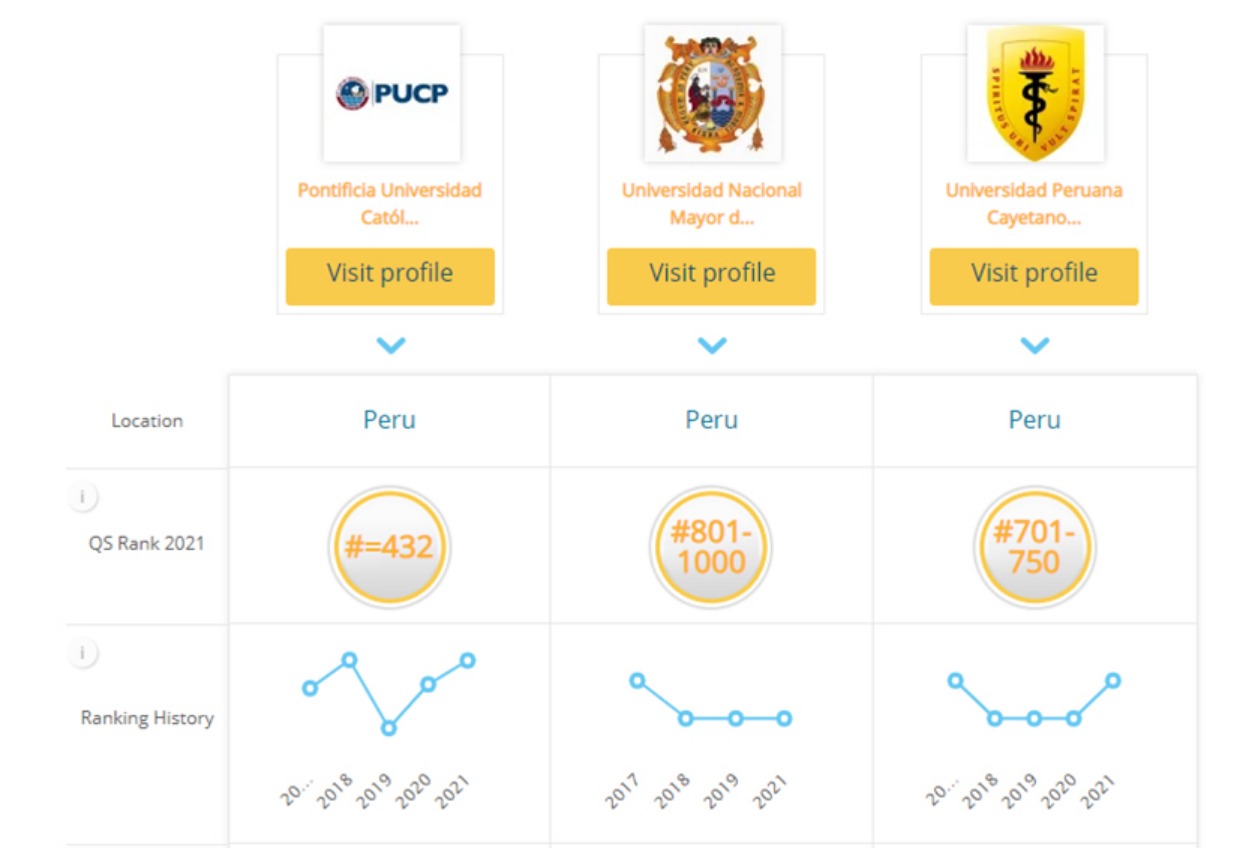 PUCP
SPIRITUS UBI VULT SPIRAT
Pontificia Universidad
Catól...
Visit profile
Universidad Nacional
Mayor d...
Visit profile
Universidad Peruana
Cayetano...
Visit profile
Location
Peru
Peru
Peru
i
QS Rank 2021
#=432
#801-
1000
#701-
750
i
Ranking History
20...
2018
2019
2020
2021
2017
2018
2019
2021
20...
2018
2019
2020
2021